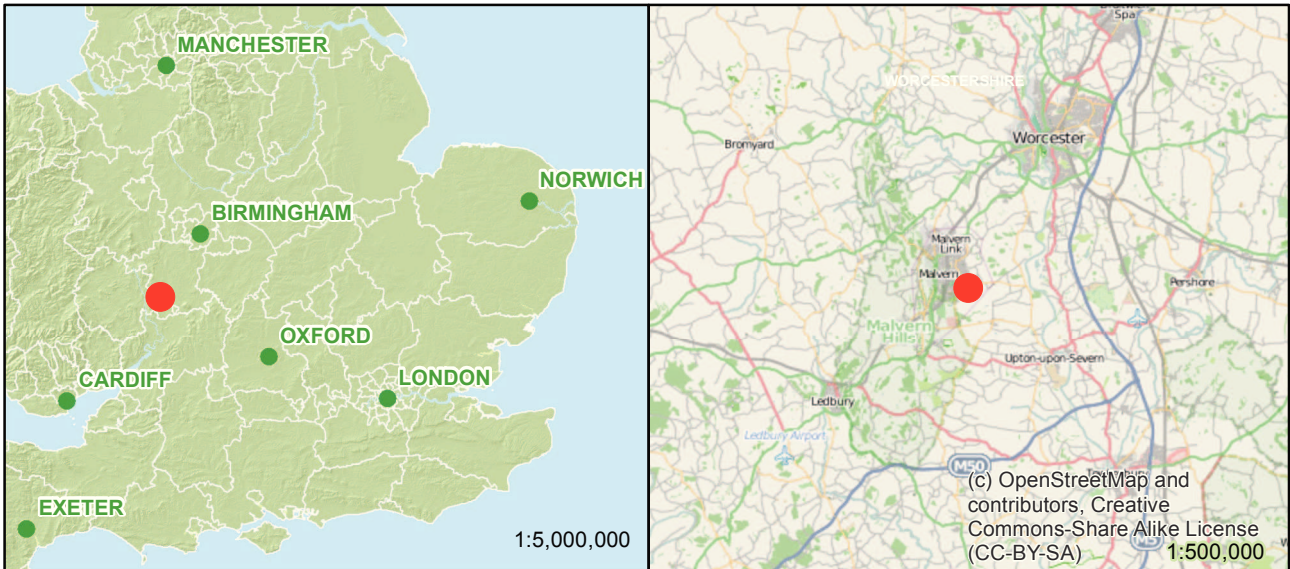 MANCHESTER
NORWICH
BIRMINGHAM
OXFORD
CARDIFF
LONDON
EXETER
1:5,000,000
Spa
WORCESTERSHIRE
Worcester
Bromyard
Malvern
Link
Malvern
Pershore
Malvern
Hills
Upton-upon-Severn
Ledbury
Ledbury Airport
M50
(c) OpenStreetMap and
contributors, Creative
Commons-Share Alike License
(CC-BY-SA)
M5
1:500,000